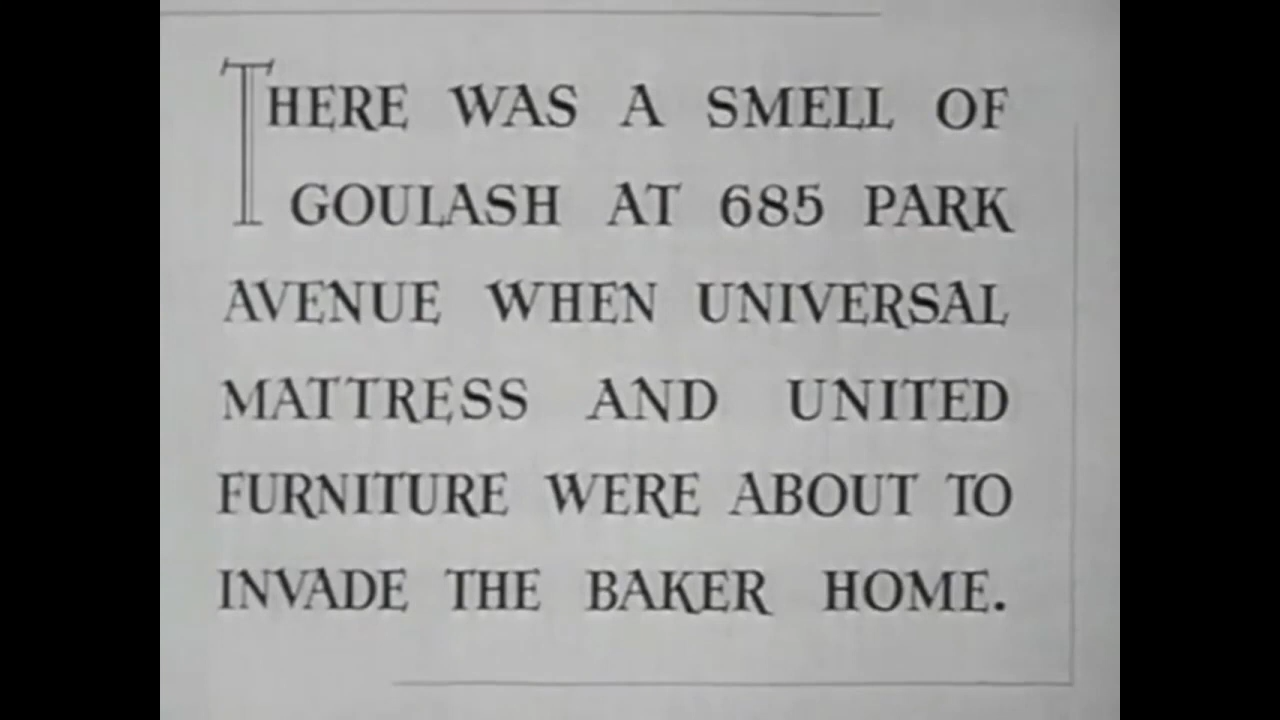 THERE WAS A SMELL OF
GOULASH AT 685 PARK
AVENUE WHEN UNIVERSAL
MATTRESS AND UNITED
FURNITURE WERE ABOUT TO
INVADE THE BAKER HOME.